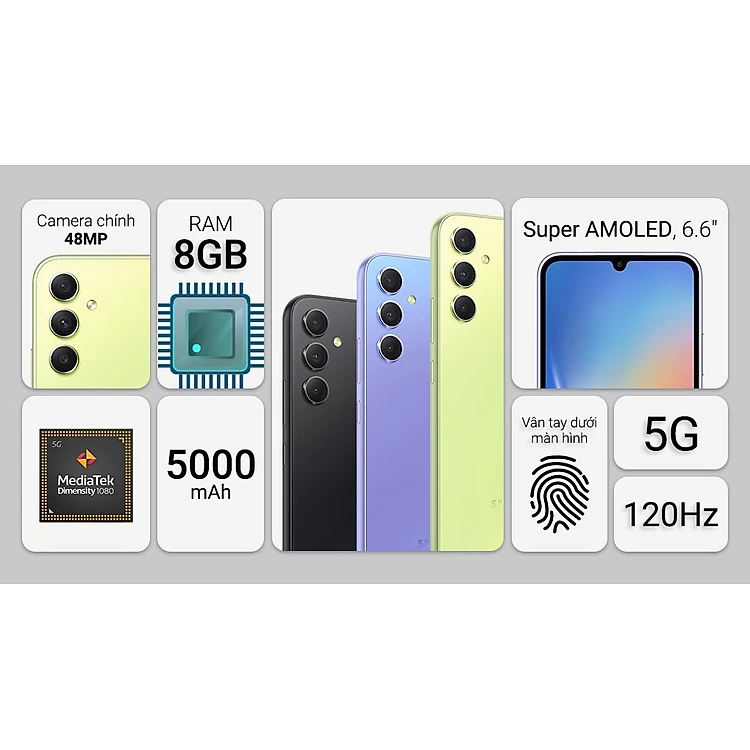 Camera chính
48MP
RAM
8GB
Super AMOLED, 6.6"
5G
MediaTek
Dimensity 1080
5000
mAh
Vân tay dưới
màn hình
5G
120Hz